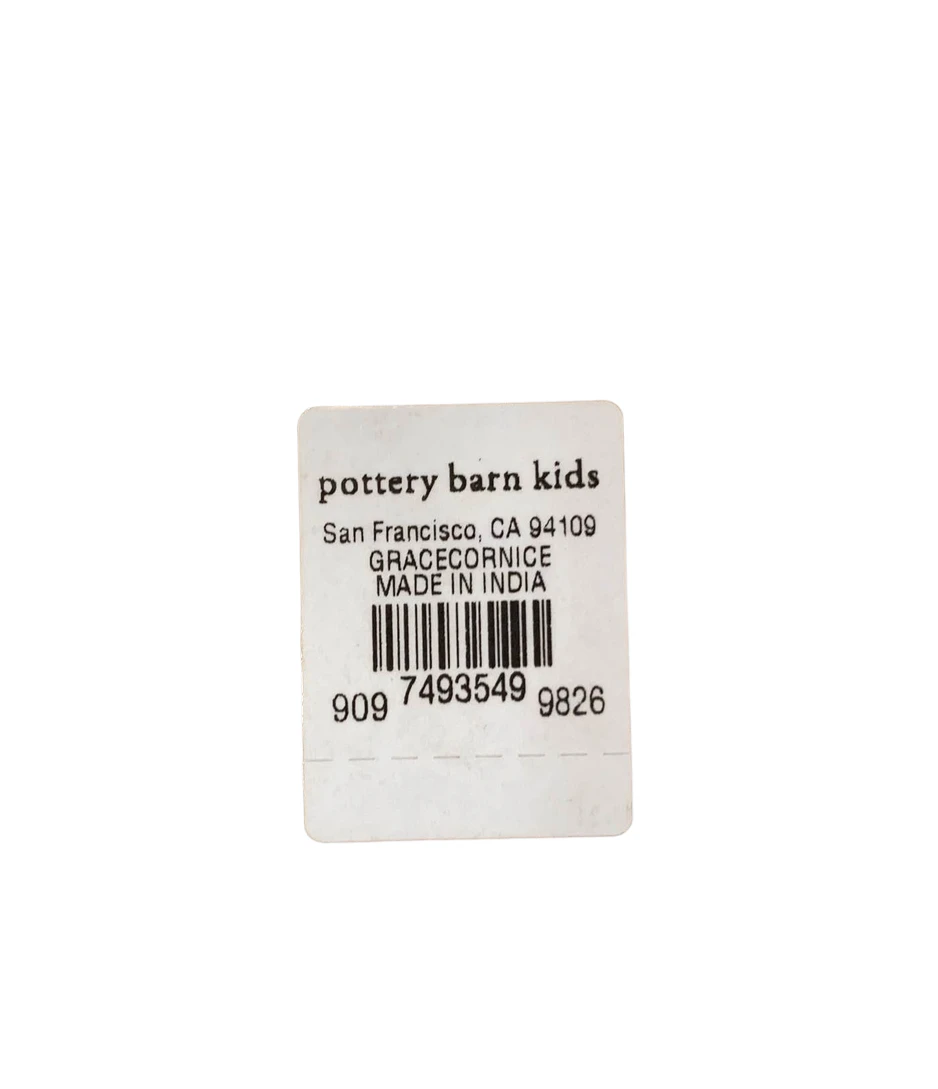 pottery barn kids
San Francisco, CA 94109
GRACECORNICE
MADE IN INDIA
909 7493549 9826